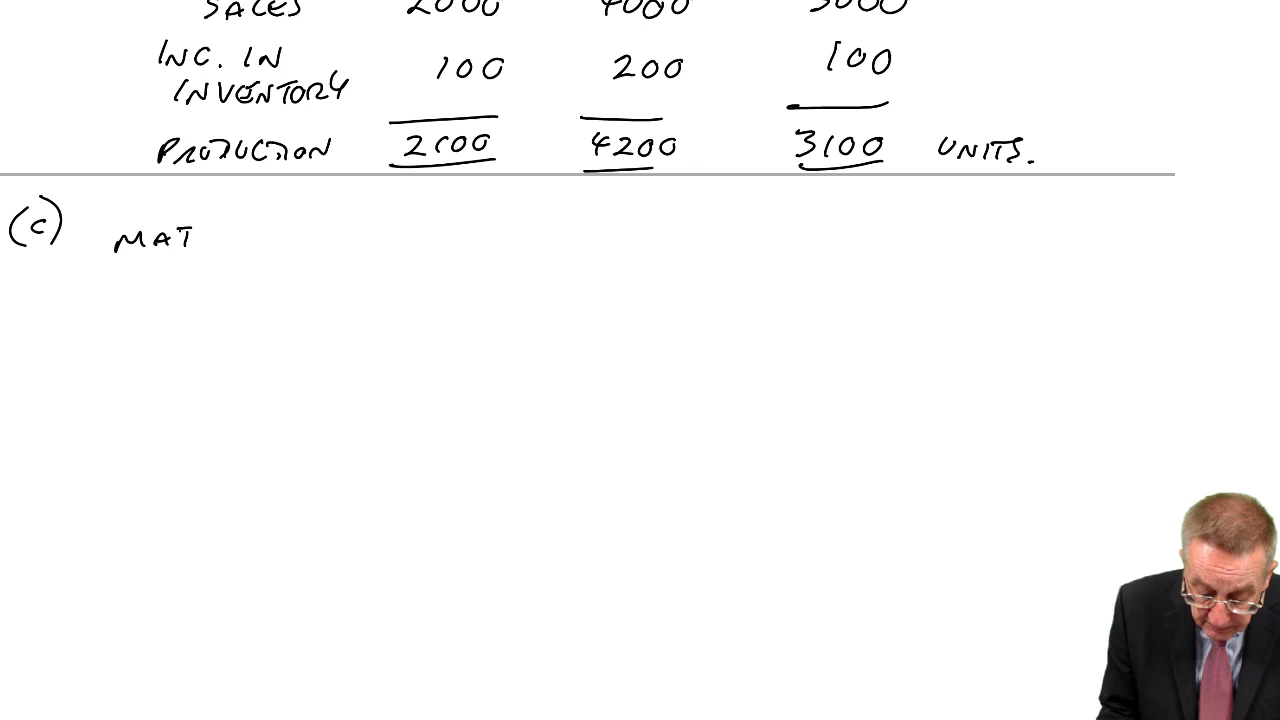 SALES 2000 4000 3000
INC. IN
INVENTORY 100 200 100
PRODUCTION 2100 4200 3100 UNITS.
(c) MAT